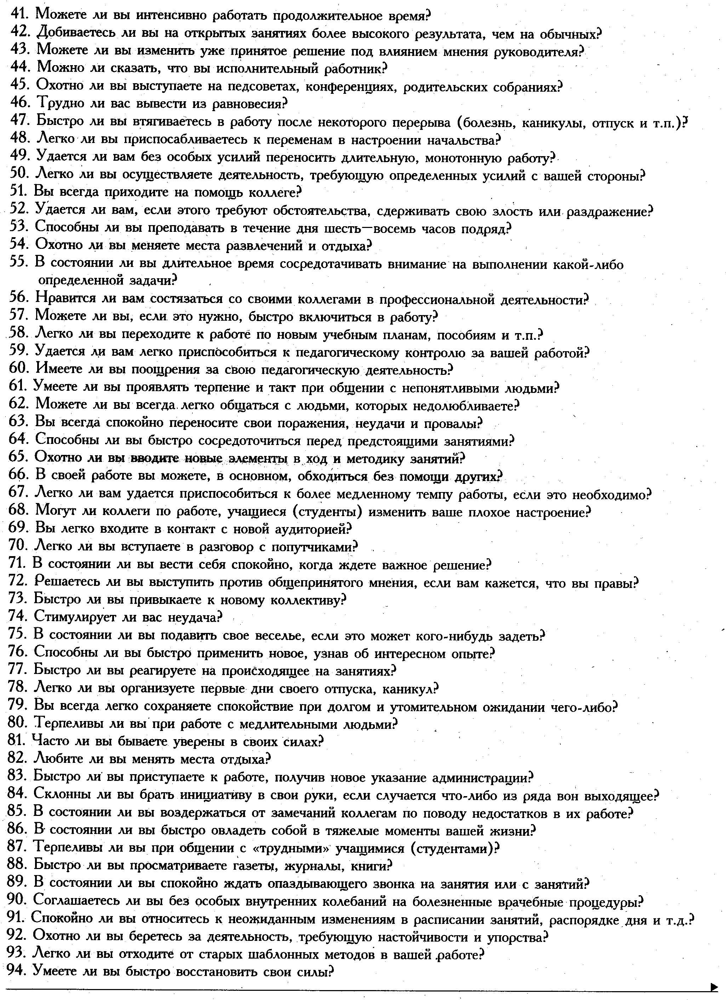 41. Можете ли вы интенсивно работать продолжительное время?
42. Добиваетесь ли вы на открытых занятиях более высокого результата, чем на обычных?
43. Можете ли вы изменить уже принятое решение под влиянием мнения руководителя?
44. Можно ли сказать, что вы исполнительный работник?
45. Охотно ли вы выступаете на педсоветах, конференциях, родительских собраниях?
46. Трудно ли вас вывести из равновесия?
47. Быстро ли вы втягиваетесь в работу после некоторого перерыва (болезнь, каникулы, отпуск и т.п.)?
48. Легко ли вы приспосабливаетесь к переменам в настроении начальства?
49. Удается ли вам без особых усилий переносить длительную, монотонную работу?
50. Легко ли вы осуществляете деятельность, требующую определенных усилий с вашей стороны?
51. Вы всегда приходите на помощь коллеге?
52. Удается ли вам, если этого требуют обстоятельства, сдерживать свою злость или раздражение?
53. Способны ли вы преподавать в течение дня шесть—восемь часов подряд?
54. Охотно ли вы меняете места развлечений и отдыха?
55. В состоянии ли вы длительное время сосредотачивать внимание на выполнении какой-либо
определенной задачи?
56. Нравится ли вам состязаться со своими коллегами в профессиональной деятельности?
57. Можете ли вы, если это нужно, быстро включиться в работу?
58. Легко ли вы переходите к работе по новым учебным планам, пособиям и т.п.?
59. Удается ли вам легко приспособиться к педагогическому контролю за вашей работой?
60. Имеете ли вы поощрения за свою педагогическую деятельность?
61. Умеете ли вы проявлять терпение и такт при общении с непонятливыми людьми?
62. Можете ли вы всегда легко общаться с людьми, которых недолюбливаете?
63. Вы всегда спокойно переносите свои поражения, неудачи и провалы?
64. Способны ли вы быстро сосредоточиться перед предстоящими занятиями?
65. Охотно ли вы вводите новые элементы в ход и методику занятий?
66. В своей работе вы можете, в основном, обходиться без помощи других?
67. Легко ли вам удается приспособиться к более медленному темпу работы, если это необходимо?
68. Могут ли коллеги по работе, учащиеся (студенты) изменить ваше плохое настроение?
69. Вы легко входите в контакт с новой аудиторией?
70. Легко ли вы вступаете в разговор с попутчиками?
71. В состоянии ли вы вести себя спокойно, когда ждете важное решение?
72. Решаетесь ли вы выступить против общепринятого мнения, если вам кажется, что вы правы?
73. Быстро ли вы привыкаете к новому коллективу?
74. Стимулирует ли вас неудача?
75. В состоянии ли вы подавить свое веселье, если это может кого-нибудь задеть?
76. Способны ли вы быстро применить новое, узнав об интересном опыте?
77. Быстро ли вы реагируете на происходящее на занятиях?
78. Легко ли вы организуете первые дни своего отпуска, каникул?
79. Вы всегда легко сохраняете спокойствие при долгом и утомительном ожидании чего-либо?
80. Терпеливы ли вы при работе с медлительными людьми?
81. Часто ли вы бываете уверены в своих силах?
82. Любите ли вы менять места отдыха?
83. Быстро ли вы приступаете к работе, получив новое указание администрации?
84. Склонны ли вы брать инициативу в свои руки, если случается что-либо из ряда вон выходящее?
85. В состоянии ли вы воздержаться от замечаний коллегам по поводу недостатков в их работе?
86. В состоянии ли вы быстро овладеть собой в тяжелые моменты вашей жизни?
87. Терпеливы ли вы при общении с «трудными» учащимися (студентами)?
88. Быстро ли вы просматриваете газеты, журналы, книги?
89. В состоянии ли вы спокойно ждать опаздывающего звонка на занятия или с занятий?
90. Соглашаетесь ли вы без особых внутренних колебаний на болезненные врачебные процедуры?
91. Спокойно ли вы относитесь к неожиданным изменениям в расписании занятий, распорядке дня и т.д.?
92. Охотно ли вы беретесь за деятельность, требующую настойчивости и упорства?
93. Легко ли вы отходите от старых шаблонных методов в вашей работе?
94. Умеете ли вы быстро восстановить свои силы?